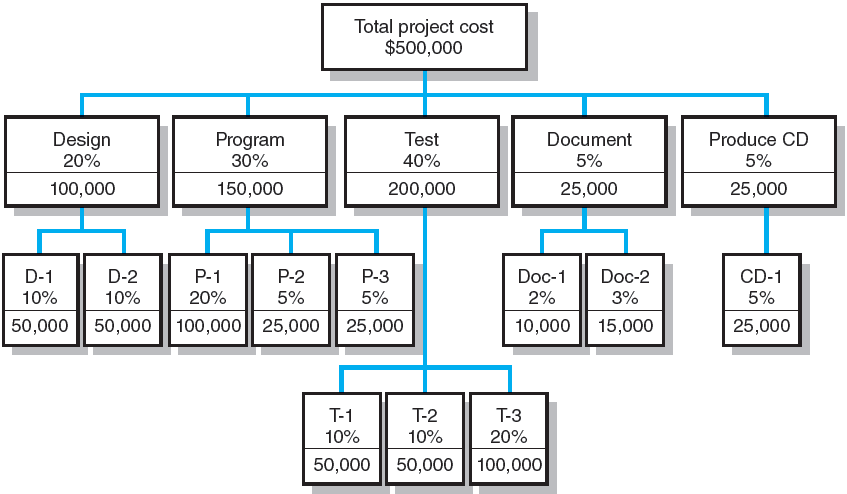 Total project cost
$500,000
Design
20%
100,000
Program
30%
150,000
Test
40%
200,000
Document
5%
25,000
Produce CD
5%
25,000
D-1
10%
50,000
D-2
10%
50,000
P-1
20%
100,000
P-2
5%
25,000
P-3
5%
25,000
Doc-1
2%
10,000
Doc-2
3%
15,000
CD-1
5%
25,000
T-1
10%
50,000
T-2
10%
50,000
T-3
20%
100,000